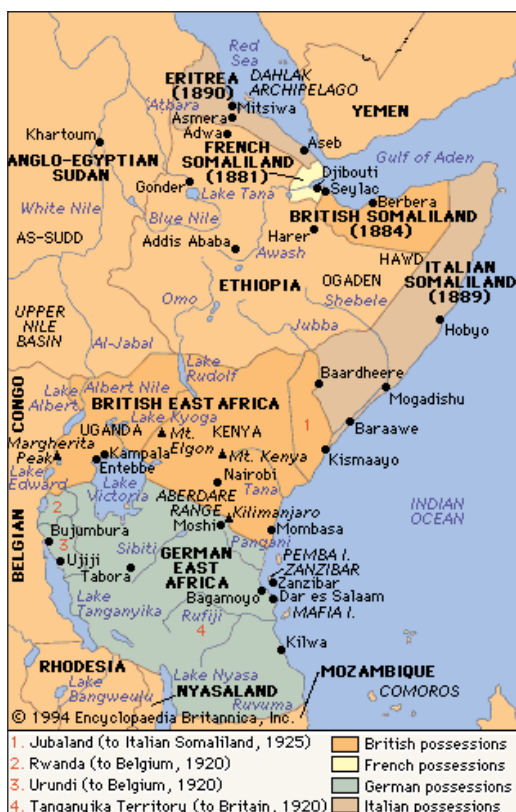 Red
Sea
ERITREA
(1890)
DAHLAK
ARCHIPELAGO
Atbara
Mitsiwa
YEMEN
Asmera
Khartoum
Adwa
Aseb
FRENCH
SOMALILAND
(1881)
Gulf of Aden
ANGLO-EGYPTIAN
SUDAN
Djibouti
Gonder
Seylac
Lake Tana
Berbera
White Nile
Blue Nile
BRITISH SOMALILAND
(1884)
AS-SUDD
Harer
Addis Ababa
Awash
HAWD
ITALIAN
SOMALILAND
(1889)
OGADEN
ETHIOPIA
Shebele
Omo
UPPER
NILE
BASIN
Hobyo
Jubba
Al-Jabal
Lake
Rudolf
Baardheere
Albert Nile
Lake
Albert
Mogadishu
BRITISH EAST AFRICA
Lake Kyoga
1
Baraawe
UGANDA
KENYA
Margherita
Peak
Mt.
Elgon
Kampala
Mt. Kenya
Kismaayo
Entebbe
Lake
Edward
Nairobi
Lake
Victoria
Tana
ABERDARE
RANGE
INDIAN
OCEAN
2
Kilimanjaro
Bujumbura
Moshi
Mombasa
BELGIAN CONGO
3
Sibiti
Pangani
GERMAN
EAST
AFRICA
PEMBA I.
Ujiji
ZANZIBAR
Tabora
Zanzibar
Bagamoyo
Dar es Salaam
Lake
Tanganyika
MAFIA I.
Rufiji
4
Kilwa
RHODESIA
Lake Nyasa
MOZAMBIQUE
Lake
Bangweulu
NYASALAND
COMOROS
Ruvuma
© 1994 Encyclopaedia Britannica, Inc.
1. Jubaland (to Italian Somaliland, 1925)
2. Rwanda (to Belgium, 1920)
3. Urundi (to Belgium, 1920)
4. Tanganyika Territory (to Britain, 1920)
British possessions
French possessions
German possessions
Italian possessions